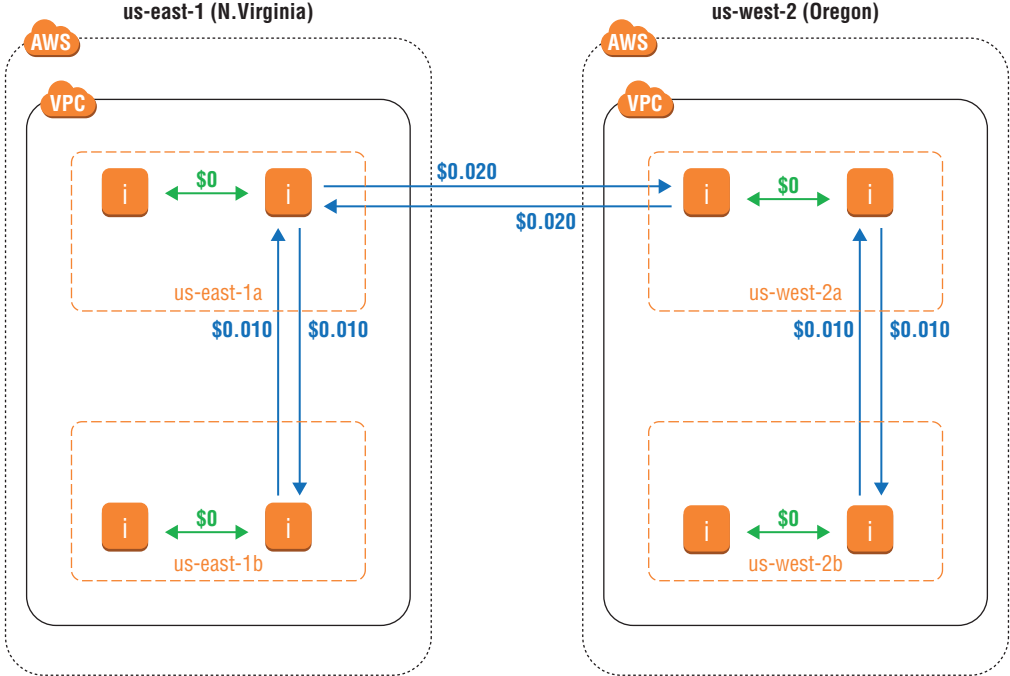 us-east-1 (N.Virginia)
us-west-2 (Oregon)
AWS
AWS
VPC
VPC
i
$0
i
$0.020
$0.020
i
$0
i
us-east-1a
us-west-2a
$0.010
$0.010
$0.010
$0.010
i
$0
i
i
$0
i
us-east-1b
us-west-2b